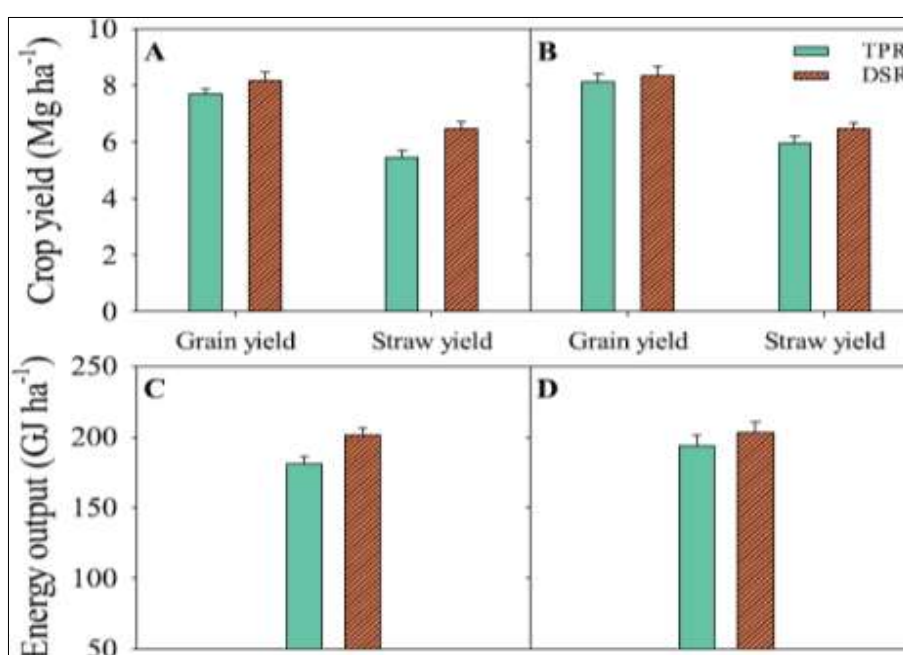 Crop yield (Mg ha⁻¹)
10
8
6
4
2
0
A
B
TPR
DSR
Grain yield
Straw yield
Grain yield
Straw yield
Energy output (GJ ha⁻¹)
250
200
150
100
50
C
D